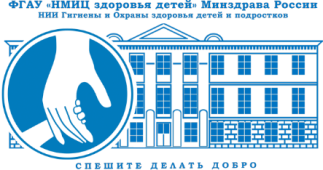 ФГАУ «НМИЦ здоровья детей» Минздрава России
НИИ Гигиены и Охраны здоровья детей и подростков
СПЕШИТЕ ДЕЛАТЬ ДОБРО